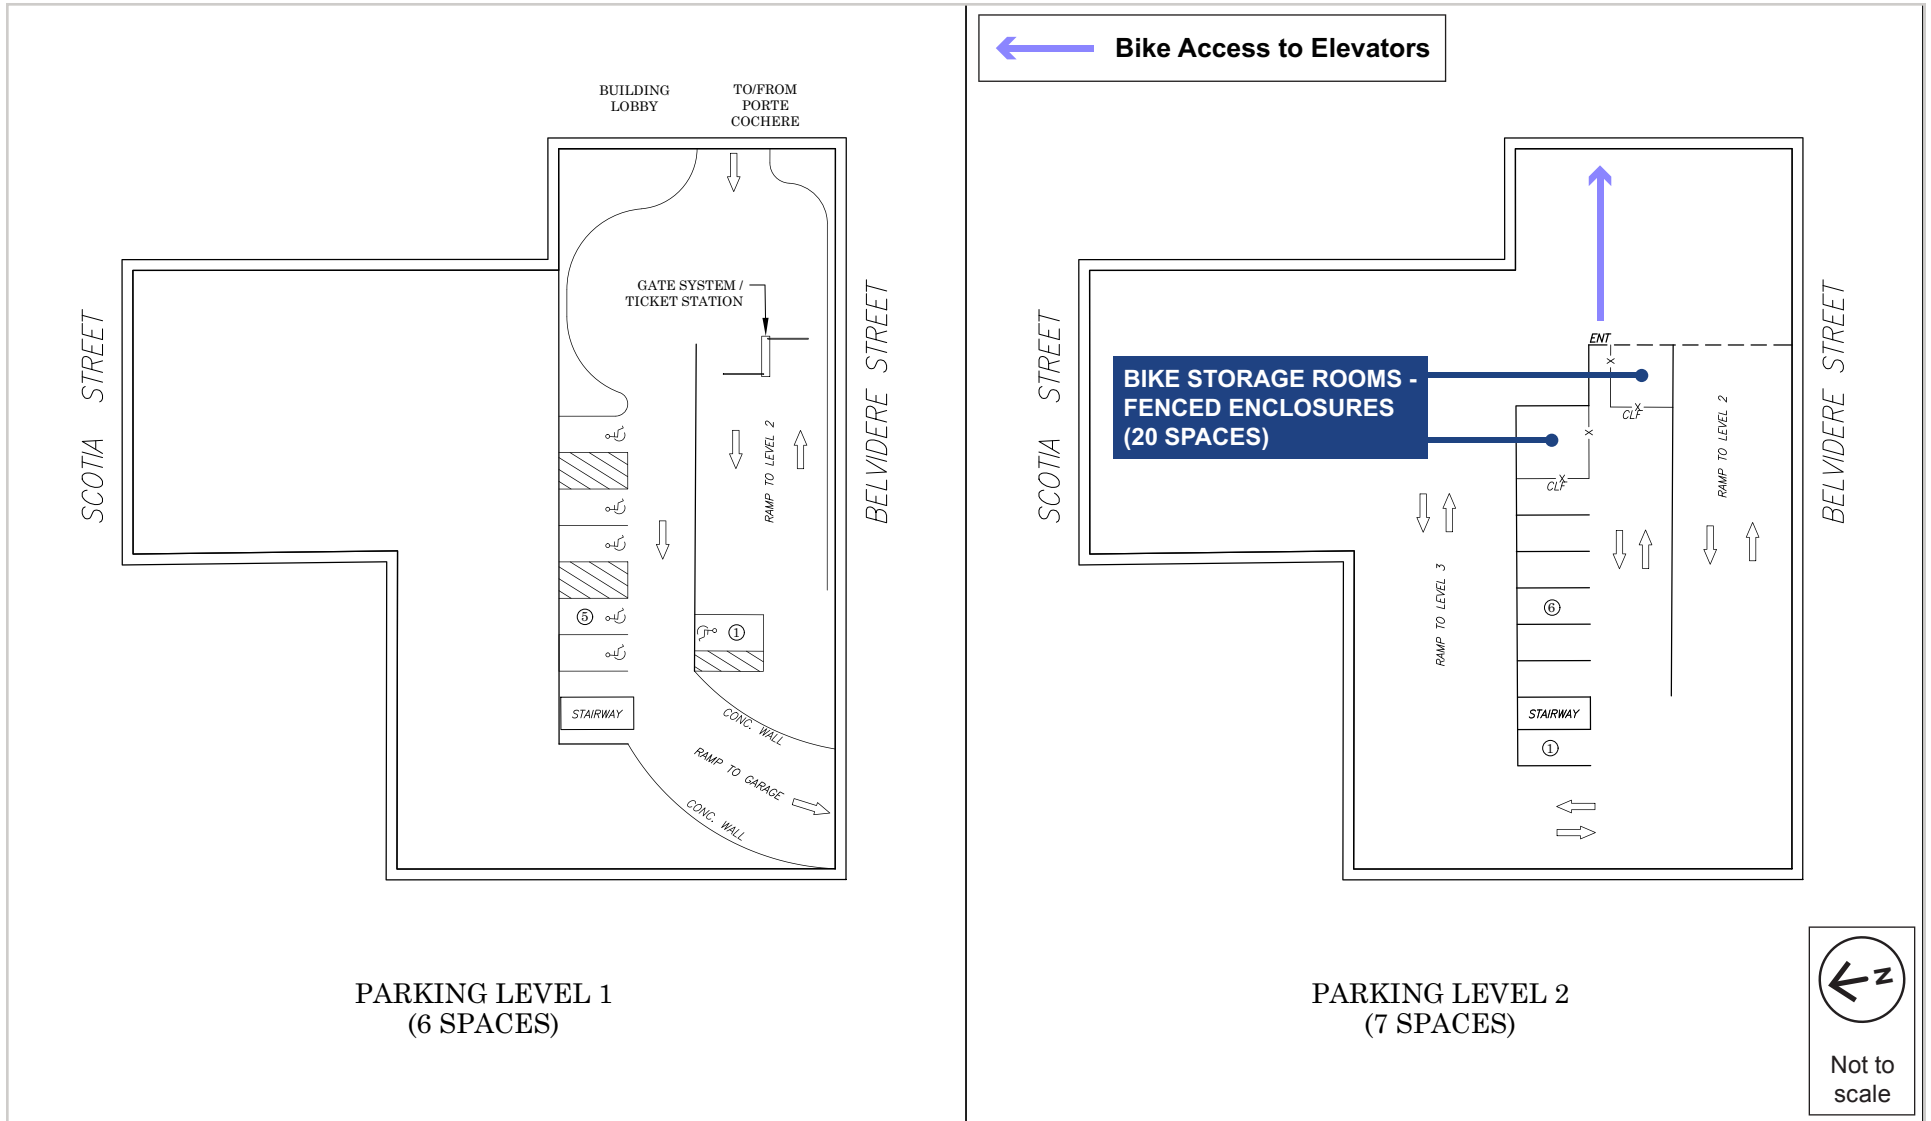 BUILDING
LOBBY
TO/FROM
PORTE
COCHERE
GATE SYSTEM /
TICKET STATION
SCOTIA STREET
BELVIDERE STREET
RAMP TO LEVEL 2
5
1
STAIRWAY
CONC. WALL
RAMP TO GARAGE
CONC. WALL
PARKING LEVEL 1
(6 SPACES)
Bike Access to Elevators
ENT
SCOTIA STREET
BELVIDERE STREET
BIKE STORAGE ROOMS -
FENCED ENCLOSURES
(20 SPACES)
CLF
CLF
RAMP TO LEVEL 2
RAMP TO LEVEL 3
6
STAIRWAY
1
PARKING LEVEL 2
(7 SPACES)
N
Not to
scale